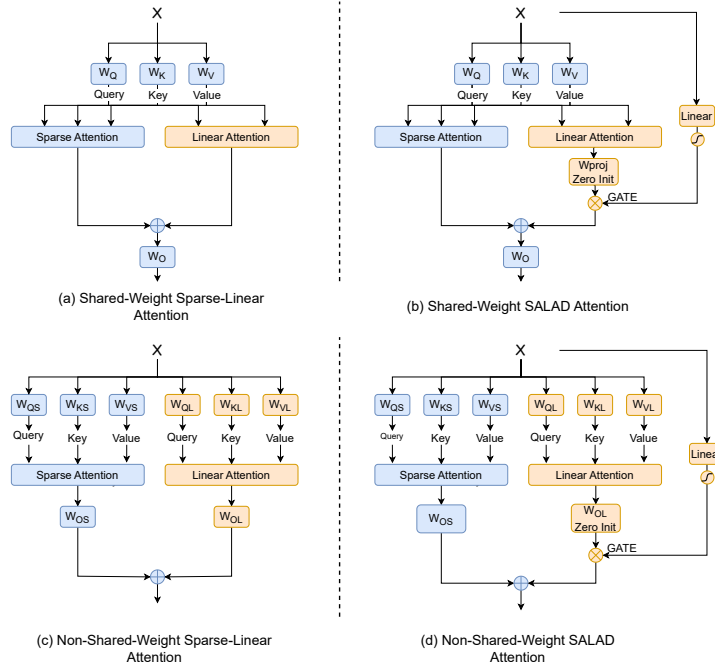 X
W_Q W_K W_V
Query Key Value
Sparse Attention Linear Attention
W_O
(a) Shared-Weight Sparse-Linear
Attention
X
W_Q W_K W_V
Query Key Value
Linear
Sparse Attention Linear Attention
Wproj
Zero Init
GATE
W_O
(b) Shared-Weight SALAD Attention
X
W_QS W_KS W_VS W_QL W_KL W_VL
Query Key Value Query Key Value
Sparse Attention Linear Attention
W_OS W_OL
(c) Non-Shared-Weight Sparse-Linear
Attention
X
W_QS W_KS W_VS W_QL W_KL W_VL
Query Key Value Query Key Value
Linear
Sparse Attention Linear Attention
W_OS W_OL
Zero Init
GATE
(d) Non-Shared-Weight SALAD
Attention